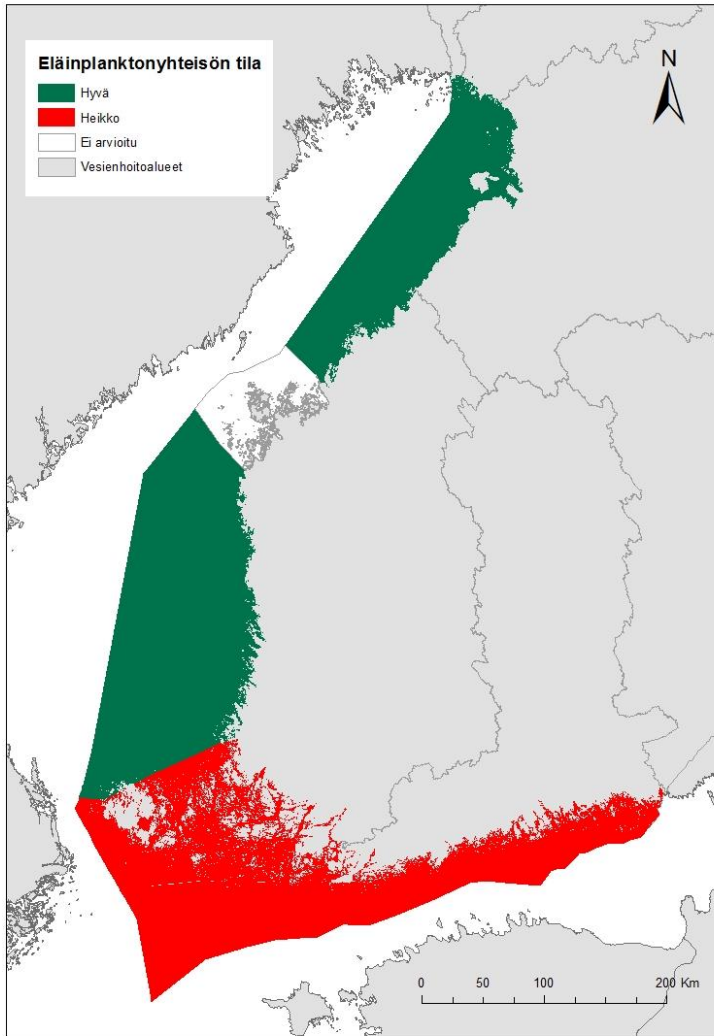 Eläinplanktonyhteisön tila
Hyvä
Heikko
Ei arvioitu
Vesienhoitoalueet
N
0 50 100 200 Km